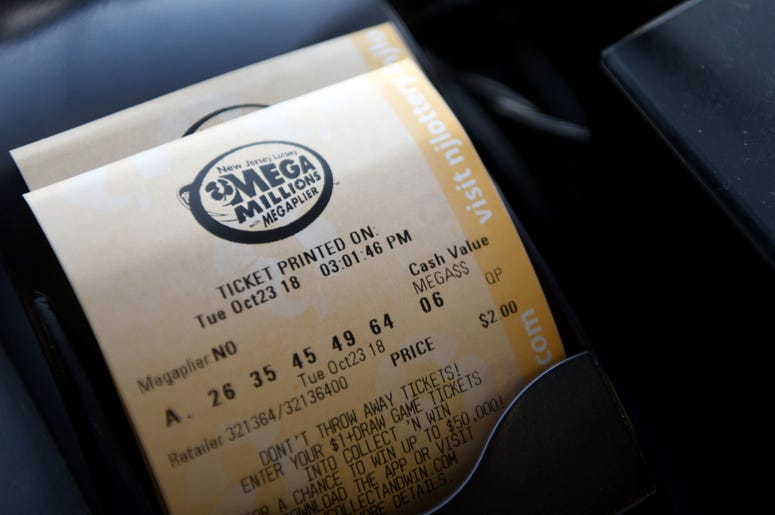 New Jersey Lottery
MEGA
MILLIONS
with MEGAPLIER
TICKET PRINTED ON:
Tue Oct23 18 03:01:46 PM
Cash Value
Megaplier:NO MEGA$$ QP
A. 26 35 45 49 64 06
Tue Oct23 18 PRICE $2.00
Retailer 321364/32136400
DON'T THROW AWAY TICKETS!
ENTER YOUR $1+DRAW GAME TICKETS
INTO COLLECT 'N WIN
A CHANCE TO WIN UP TO $50,000!
DOWNLOAD THE APP OR VISIT
COLLECTANDWIN.COM
MORE DETAILS.
visit njlottery
.com